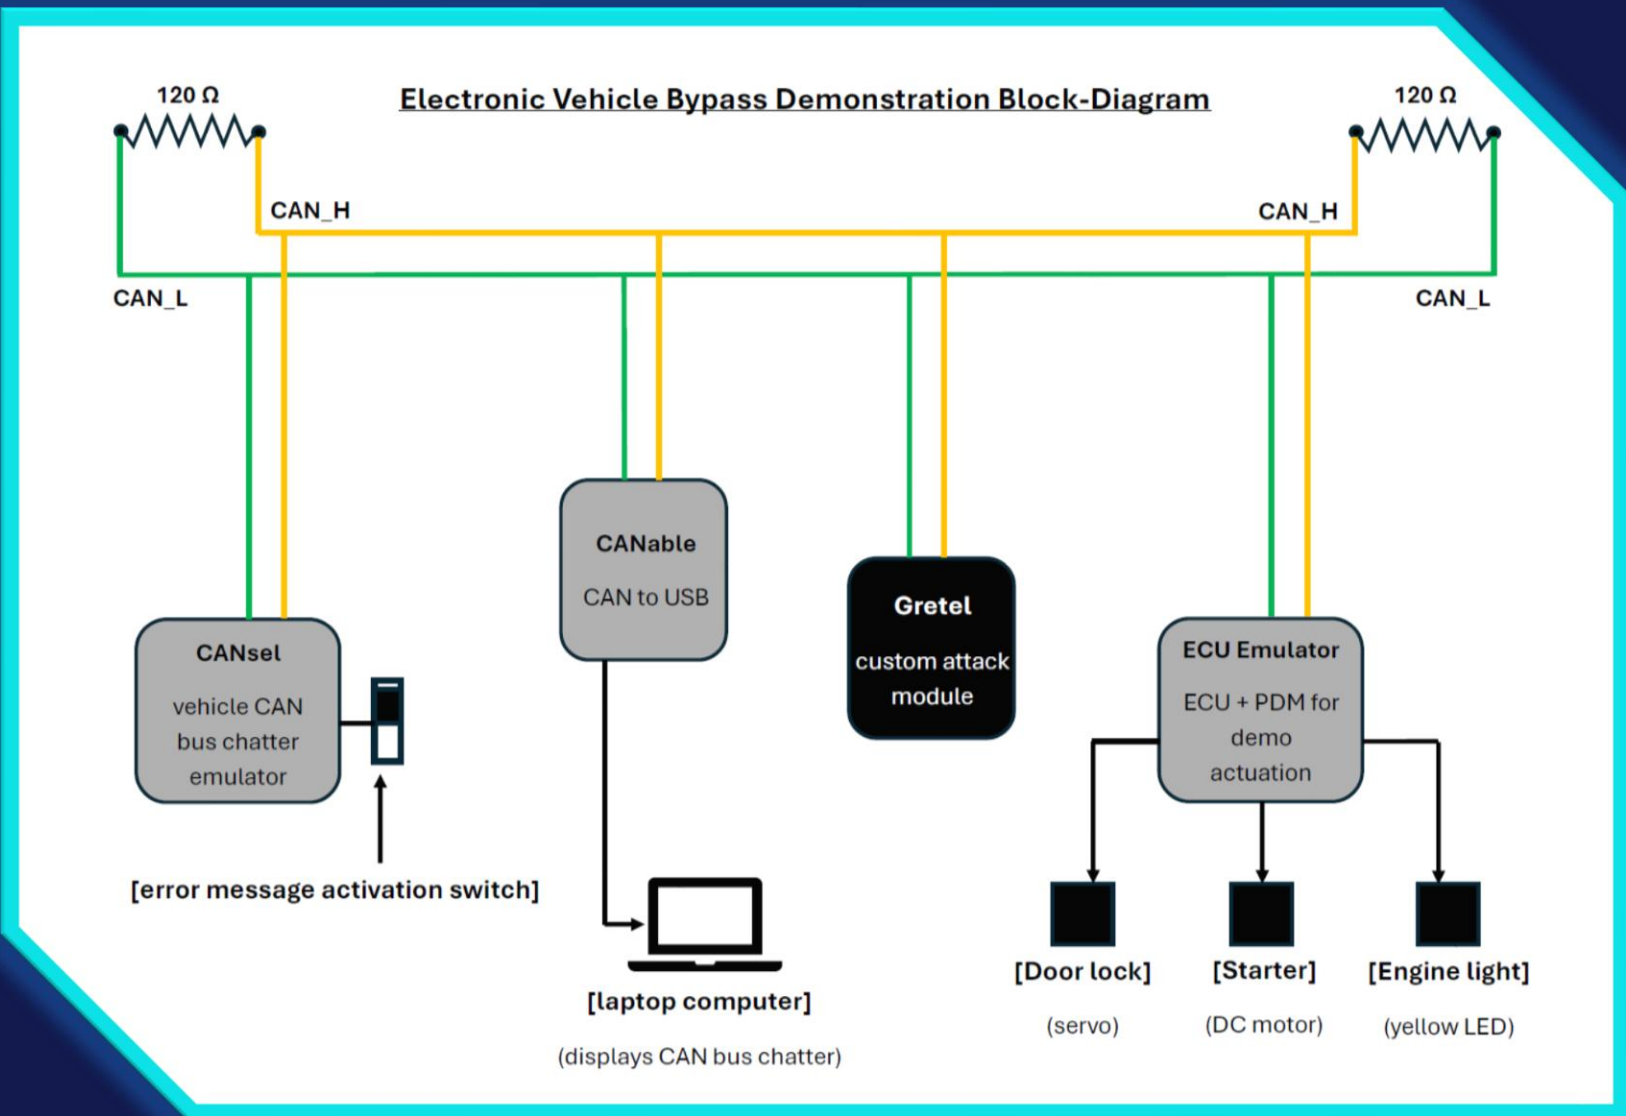 120 Ω
Electronic Vehicle Bypass Demonstration Block-Diagram
120 Ω
CAN_H
CAN_H
CAN_L
CAN_L
CANable
CAN to USB
Gretel
custom attack
module
CANsel
vehicle CAN
bus chatter
emulator
ECU Emulator
ECU + PDM for
demo
actuation
[error message activation switch]
[laptop computer]
(displays CAN bus chatter)
[Door lock]
(servo)
[Starter]
(DC motor)
[Engine light]
(yellow LED)